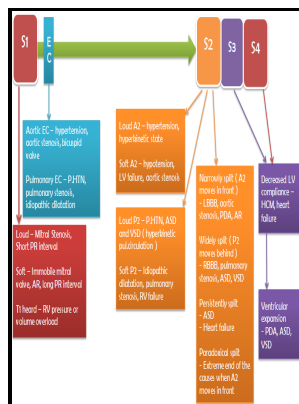 S1
E
C
S2
S3
S4
Aortic EC – hypertension,
aortic stenosis, bicuspid
valve
Pulmonary EC – P.HTN,
pulmonary stenosis,
idiopathic dilatation
Loud – Mitral Stenosis,
Short PR interval
Soft – Immobile mitral
valve, AR, long PR interval
T1 heard – RV pressure or
volume overload
Loud A2 – hypertension,
hyperkinetic state
Soft A2 – hypotension,
LV failure, aortic stenosis
Loud P2 – P.HTN, ASD
and VSD (hyperkinetic
pulcirculation)
Soft P2 – Idiopathic
dilatation, pulmonary
stenosis, RV failure
Narrowly split (A2
moves in front)
- LBBB, aortic
stenosis, PDA, AR
Widely split (P2
moves behind)
- RBBB, pulmonary
stenosis, ASD, VSD
Persistently split
- ASD
- Heart failure
Paradoxical split
- Extreme end of the
causes when A2
moves in front
Decreased LV
compliance –
HCM, heart
failure
Ventricular
expansion
- PDA, ASD,
VSD